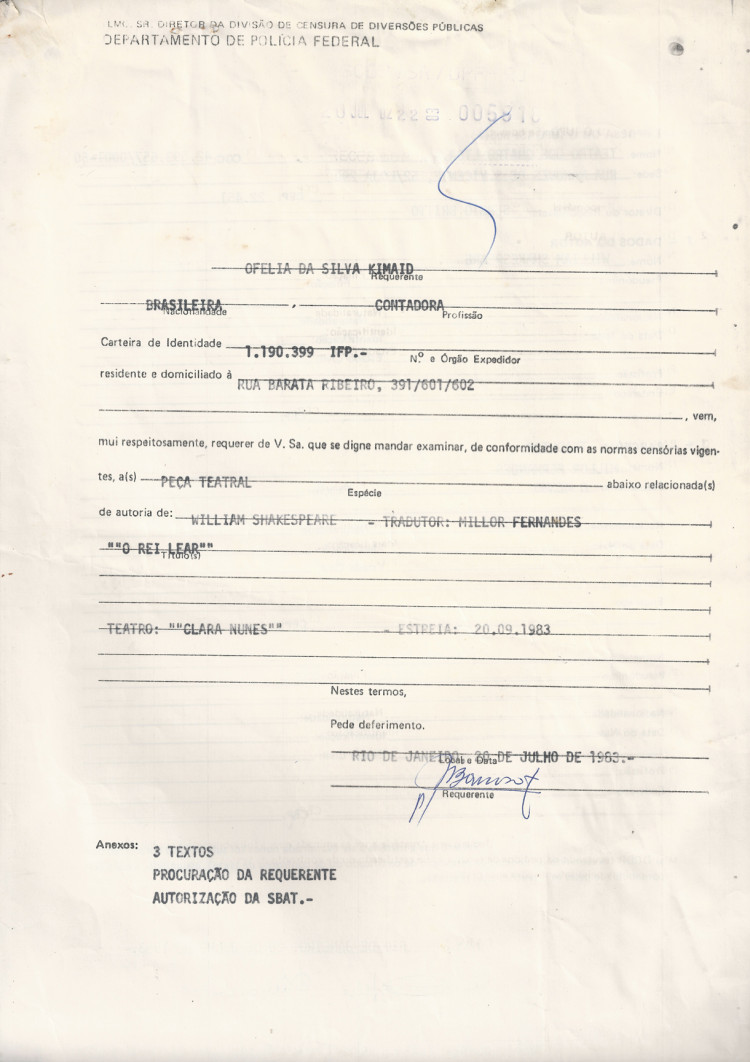 ILMO. SR. DIRETOR DA DIVISÃO DE CENSURA DE DIVERSÕES PÚBLICAS
DEPARTAMENTO DE POLÍCIA FEDERAL
OFELIA DA SILVA KIMAID
Requerente
BRASILEIRA , CONTADORA
Nacionalidade Profissão
Carteira de Identidade 1.190.399 IFP.-
N.º e Órgão Expedidor
residente e domiciliado à RUA BARATA RIBEIRO, 391/601/602
, vem,
mui respeitosamente, requerer de V. Sa. que se digne mandar examinar, de conformidade com as normas censórias vigen-
tes, a(s) PEÇA TEATRAL abaixo relacionada(s)
Espécie
de autoria de: WILLIAM SHAKESPEARE - TRADUTOR: MILLOR FERNANDES
""O REI LEAR""
Título(s)
TEATRO: ""CLARA NUNES"" - ESTREIA: 20.09.1983
Nestes termos,
Pede deferimento.
RIO DE JANEIRO, 20 DE JULHO DE 1983.-
Local e Data
Requerente
Anexos: 3 TEXTOS
PROCURAÇÃO DA REQUERENTE
AUTORIZAÇÃO DA SBAT.-